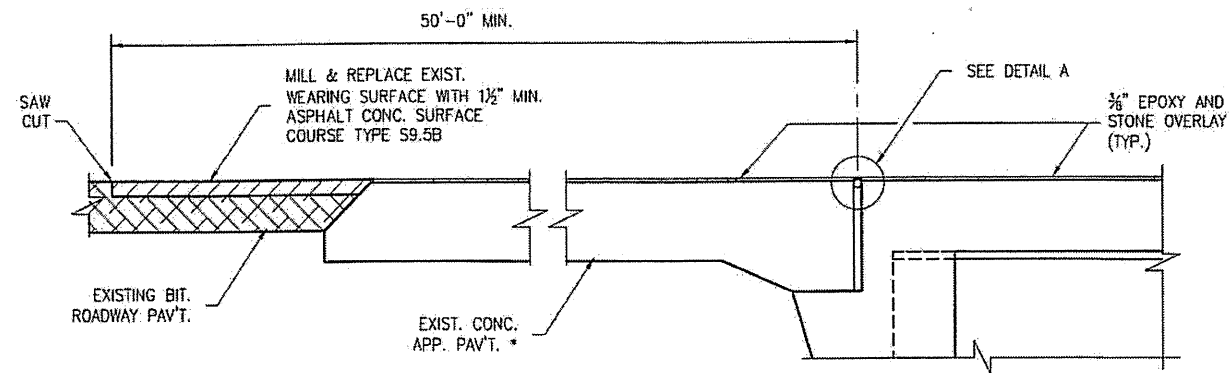 50'-0" MIN.
SAW
CUT
MILL & REPLACE EXIST.
WEARING SURFACE WITH 1½" MIN.
ASPHALT CONC. SURFACE
COURSE TYPE S9.5B
SEE DETAIL A
⅜" EPOXY AND
STONE OVERLAY
(TYP.)
EXISTING BIT.
ROADWAY PAV'T.
EXIST. CONC.
APP. PAV'T. *